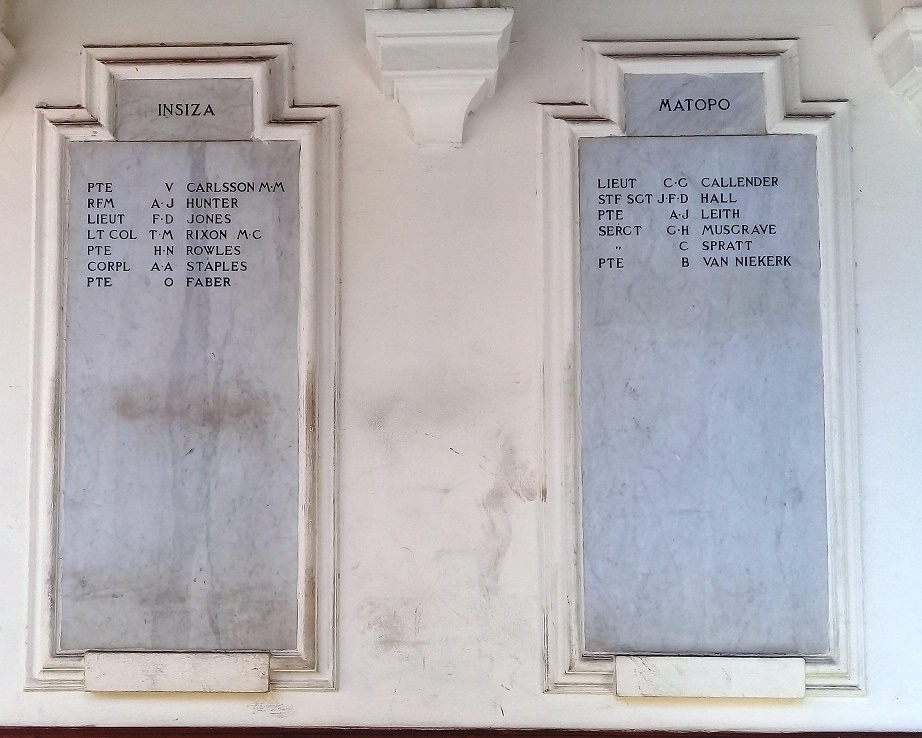 INSIZA
PTE V CARLSSON M·M
RFM A·J HUNTER
LIEUT F·D JONES
LT COL T·M RIXON M·C
PTE H·N ROWLES
CORPL A·A STAPLES
PTE O FABER
MATOPO
LIEUT C·G CALLENDER
STF SGT J·F·D HALL
PTE A·J LEITH
SERGT G·H MUSGRAVE
" C SPRATT
PTE B VAN NIEKERK